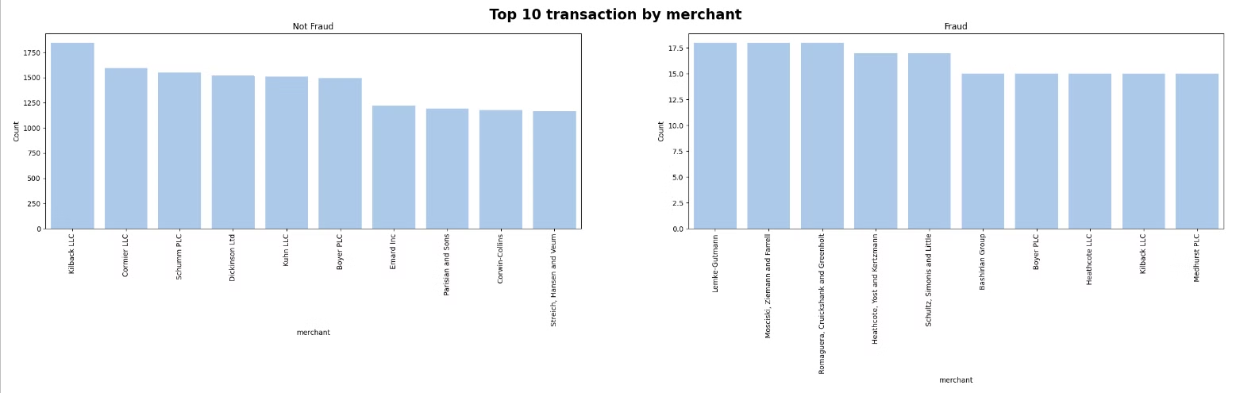 Top 10 transaction by merchant
Not Fraud
1750
1500
1250
1000
750
500
250
0
Count
Kilback LLC
Cormier LLC
Schumm PLC
Dickinson Ltd
Kuhn LLC
Boyer PLC
Emard Inc
Parisian and Sons
Corwin-Collins
Streich, Hansen and Veum
merchant
Fraud
17.5
15.0
12.5
10.0
7.5
5.0
2.5
0.0
Count
Lemke-Gutmann
Mosciski, Ziemann and Farrell
Romaguera, Cruickshank and Greenholt
Heathcote, Yost and Kertzmann
Schultz, Simonis and Little
Bashirian Group
Boyer PLC
Heathcote LLC
Kilback LLC
Medhurst PLC
merchant